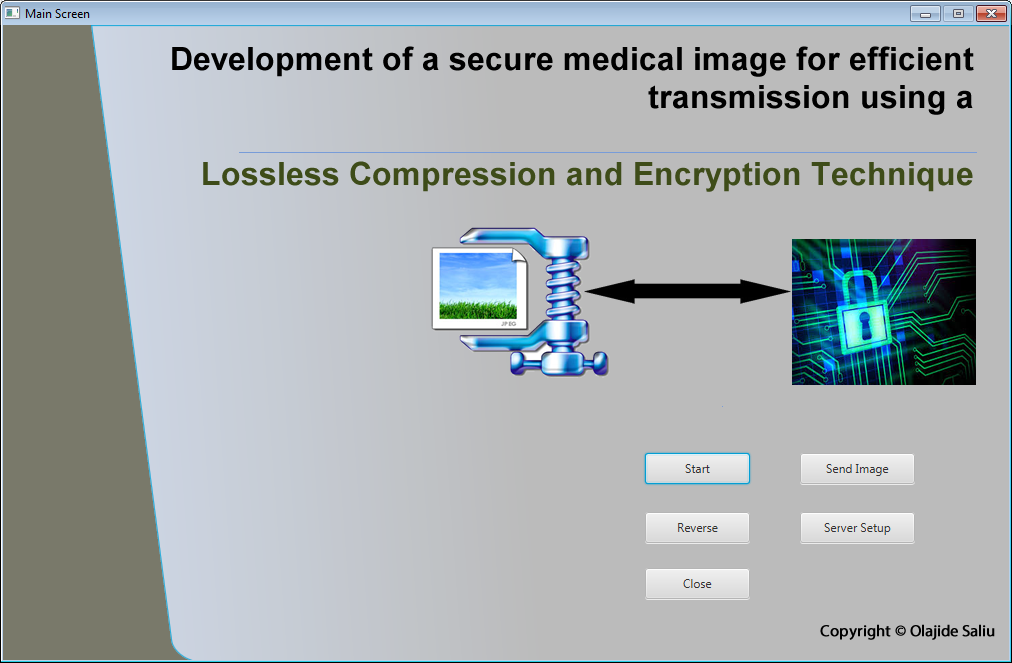 Main Screen
Development of a secure medical image for efficient
transmission using a
Lossless Compression and Encryption Technique
JPEG
Start
Send Image
Reverse
Server Setup
Close
Copyright © Olajide Saliu